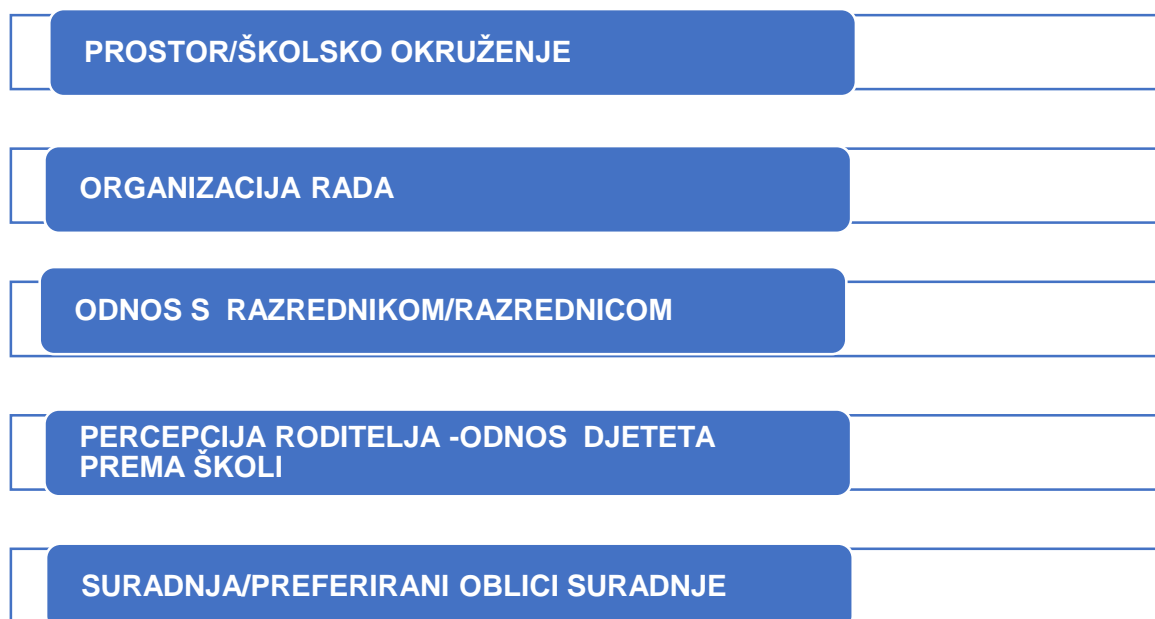 PROSTOR/ŠKOLSKO OKRUŽENJE
ORGANIZACIJA RADA
ODNOS S RAZREDNIKOM/RAZREDNICOM
PERCEPCIJA RODITELJA -ODNOS DJETETA
PREMA ŠKOLI
SURADNJA/PREFERIRANI OBLICI SURADNJE